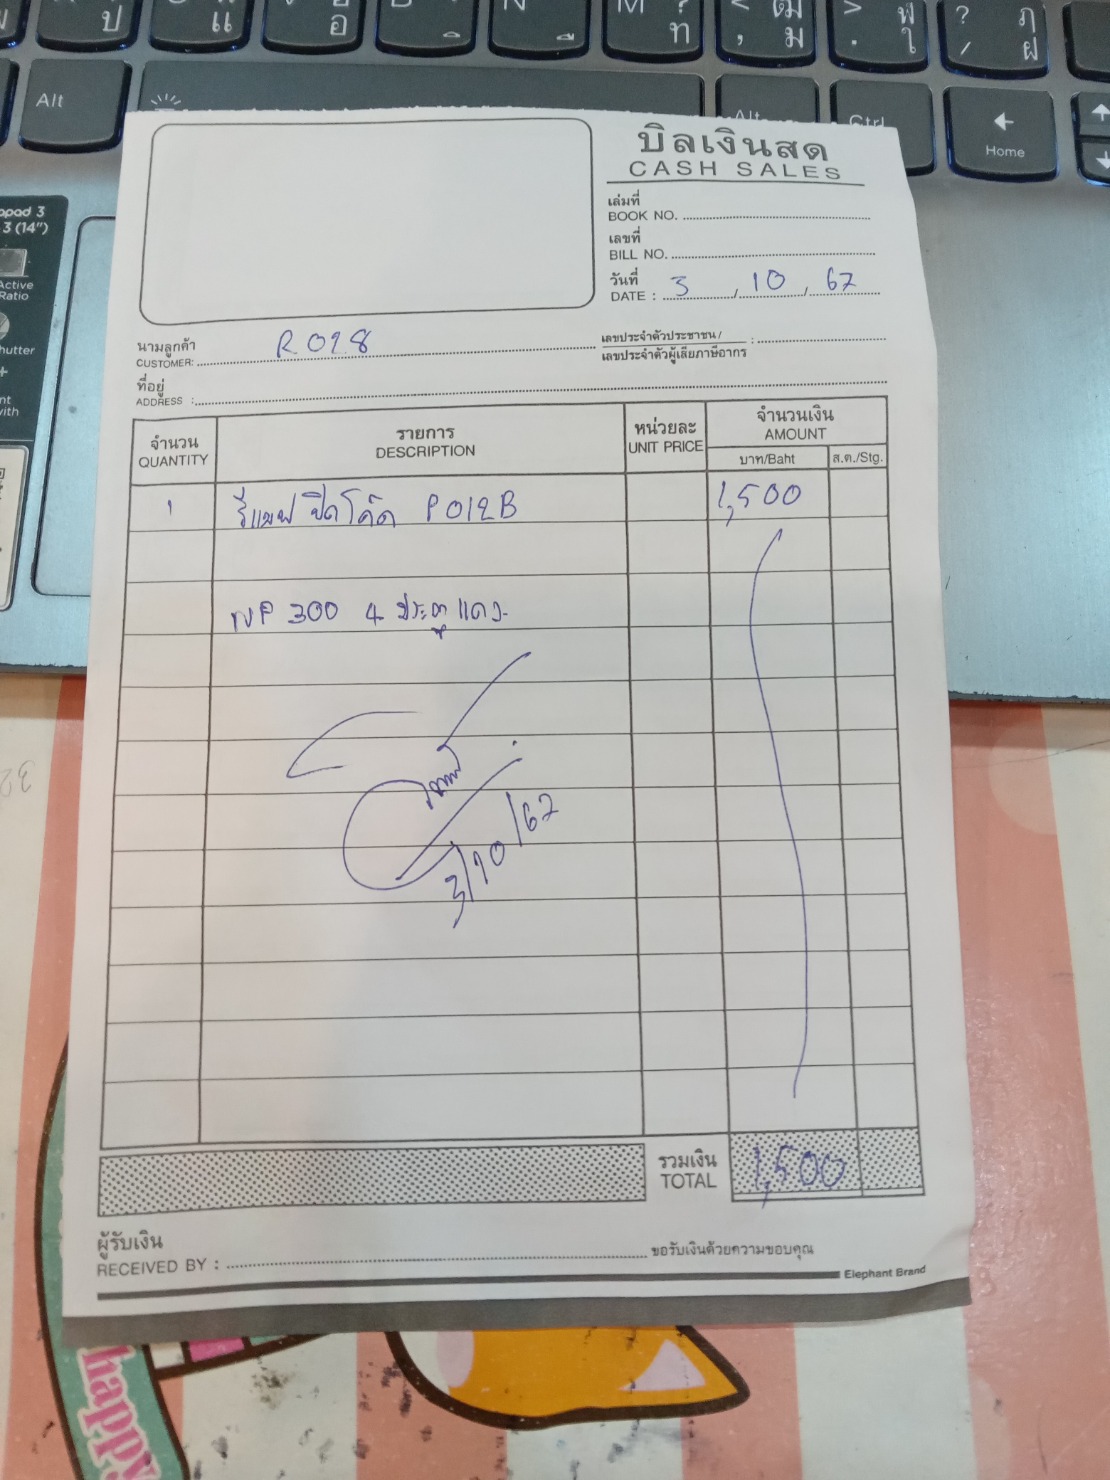 Alt
Alt
Ctrl
Home
บิลเงินสด
CASH SALES
เล่มที่
BOOK NO.
เลขที่
BILL NO.
วันที่
DATE : 3 , 10 , 67
นามลูกค้า
CUSTOMER: R 018
เลขประจำตัวประชาชน /
เลขประจำตัวผู้เสียภาษีอากร :
ที่อยู่
ADDRESS :
จำนวน
QUANTITY
รายการ
DESCRIPTION
หน่วยละ
UNIT PRICE
จำนวนเงิน
AMOUNT
บาท/Baht
ส.ต./Stg.
1 รีแมพ ปิดโค้ด P012B 1,500
NP 300 4 ประตู แดง
3/10/67
รวมเงิน
TOTAL 1,500
ผู้รับเงิน
RECEIVED BY :
ขอรับเงินด้วยความขอบคุณ
Elephant Brand
happy